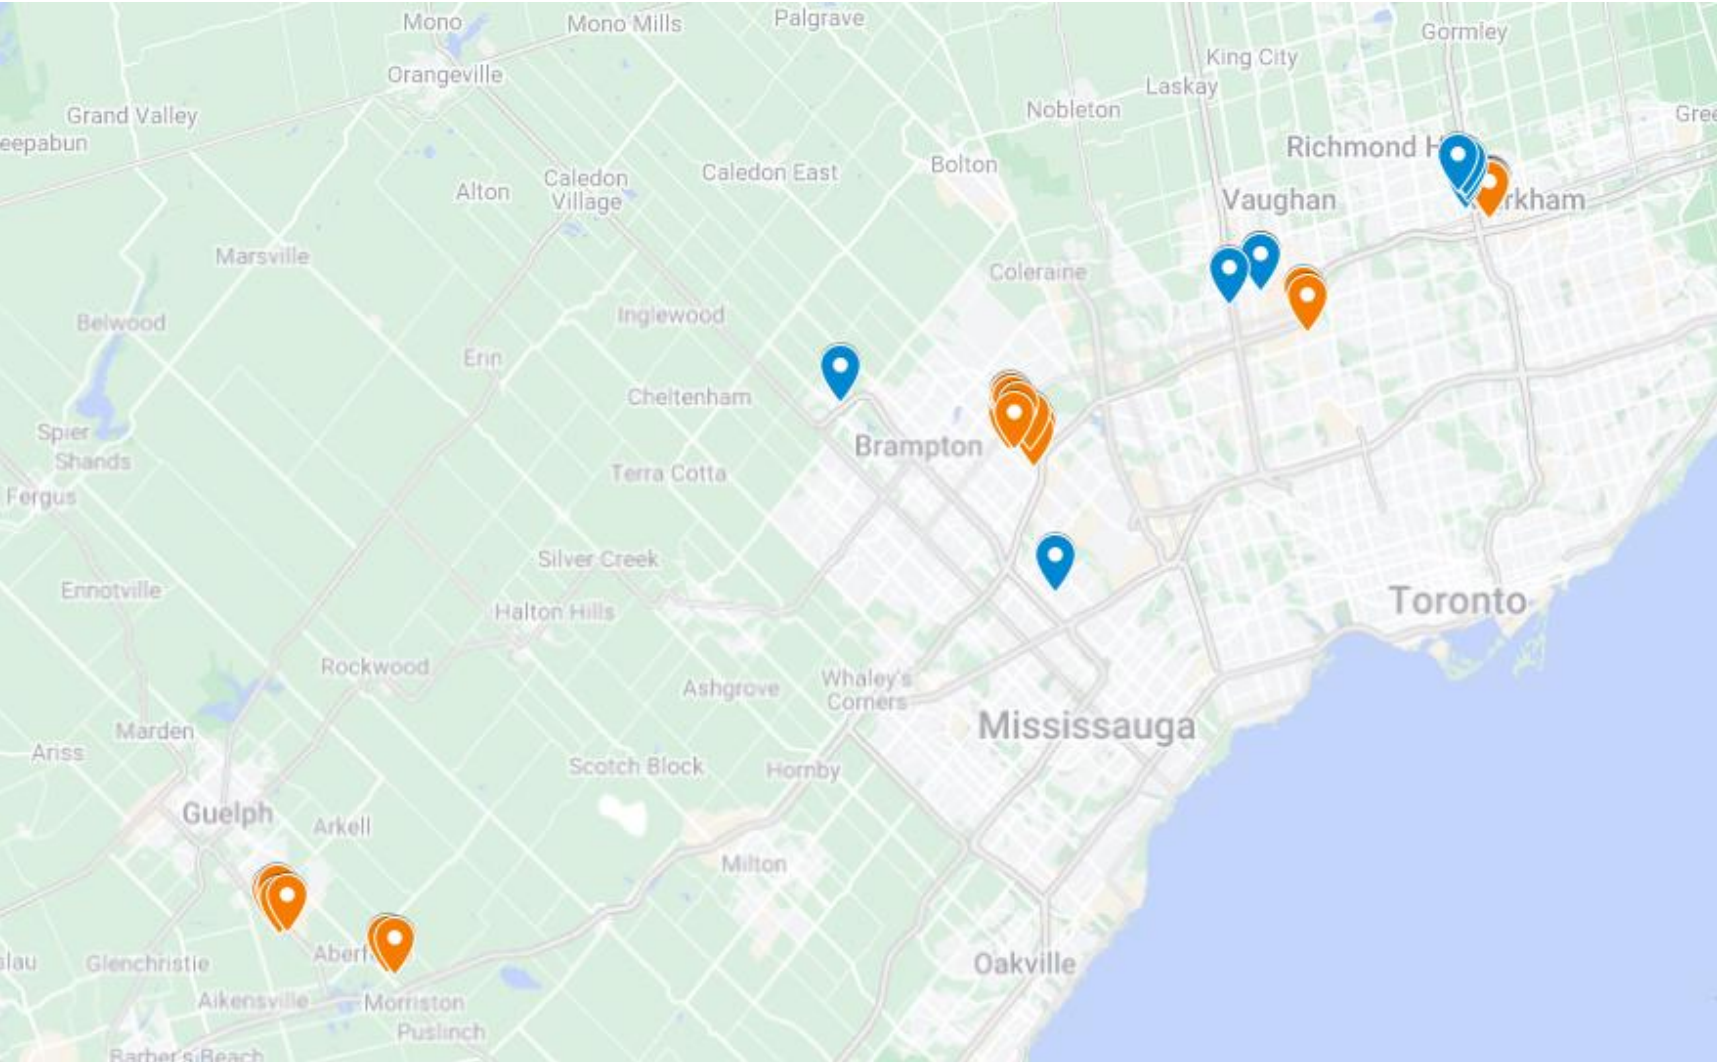 Mono
Mono Mills
Palgrave
Gormley
King City
Orangeville
Laskay
Nobleton
Grand Valley
Gree
eepabun
Richmond H
Bolton
Caledon East
Caledon
Village
Alton
Vaughan
rkham
Marsville
Coleraine
Inglewood
Belwood
Erin
Cheltenham
Spier
Shands
Brampton
Terra Cotta
Fergus
Silver Creek
Ennotville
Halton Hills
Toronto
Rockwood
Whaley's
Corners
Ashgrove
Mississauga
Marden
Ariss
Scotch Block
Hornby
Guelph
Arkell
Milton
Aberf
slau
Glenchristie
Oakville
Aikensville
Morriston
Puslinch
Barber's Beach